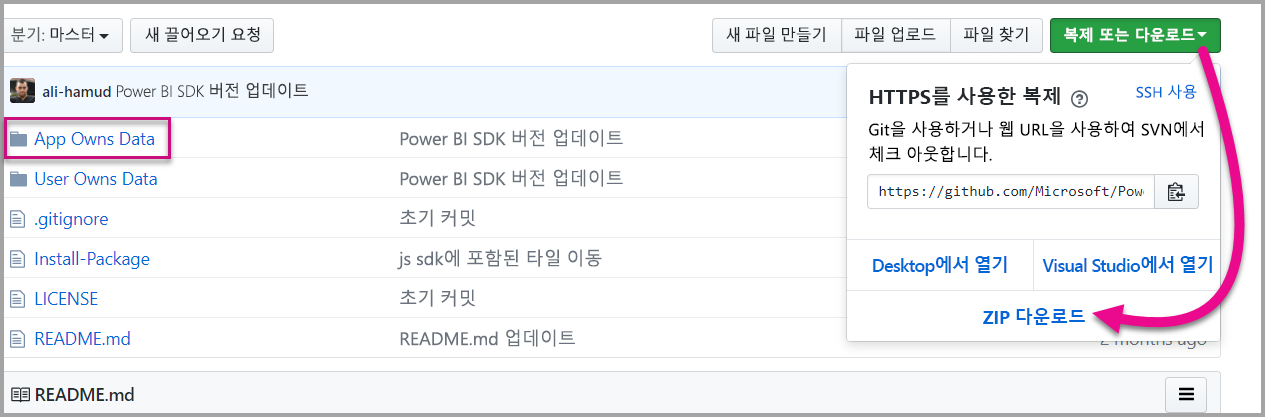 분기: 마스터
새 끌어오기 요청
새 파일 만들기
파일 업로드
파일 찾기
복제 또는 다운로드
ali-hamud Power BI SDK 버전 업데이트
App Owns Data
Power BI SDK 버전 업데이트
User Owns Data
Power BI SDK 버전 업데이트
.gitignore
초기 커밋
Install-Package
js sdk에 포함된 타일 이동
LICENSE
초기 커밋
README.md
README.md 업데이트
2 months ago
HTTPS를 사용한 복제
SSH 사용
Git을 사용하거나 웹 URL을 사용하여 SVN에서
체크 아웃합니다.
https://github.com/Microsoft/Pow
Desktop에서 열기
Visual Studio에서 열기
ZIP 다운로드
README.md